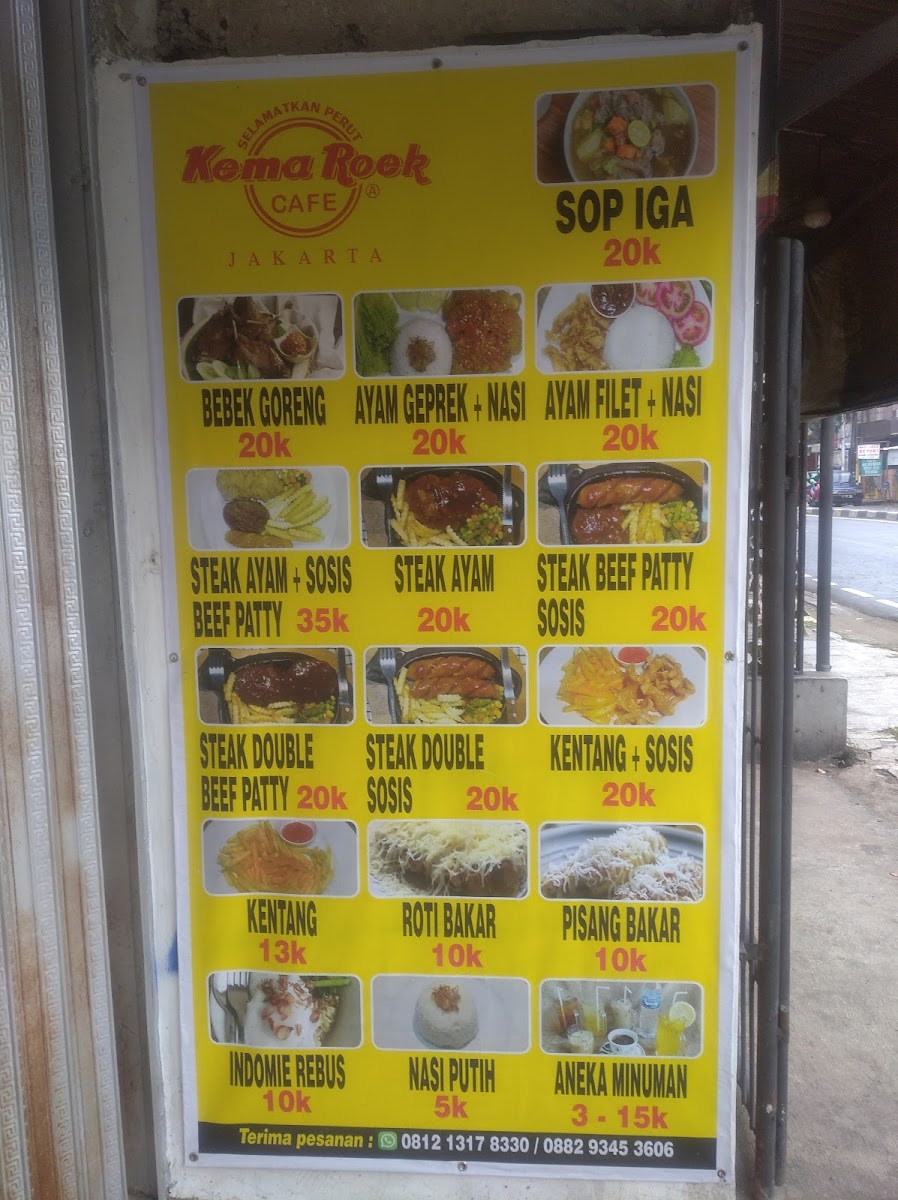 SELAMATKAN PERUT
Kema Roek
CAFE
A
JAKARTA
SOP IGA
20k
BEBEK GORENG
20k
AYAM GEPREK + NASI
20k
AYAM FILET + NASI
20k
STEAK AYAM + SOSIS
BEEF PATTY 35k
STEAK AYAM
20k
STEAK BEEF PATTY
SOSIS 20k
STEAK DOUBLE
BEEF PATTY 20k
STEAK DOUBLE
SOSIS 20k
KENTANG + SOSIS
20k
KENTANG
13k
ROTI BAKAR
10k
PISANG BAKAR
10k
INDOMIE REBUS
10k
NASI PUTIH
5k
ANEKA MINUMAN
3 - 15k
Terima pesanan : 0812 1317 8330 / 0882 9345 3606